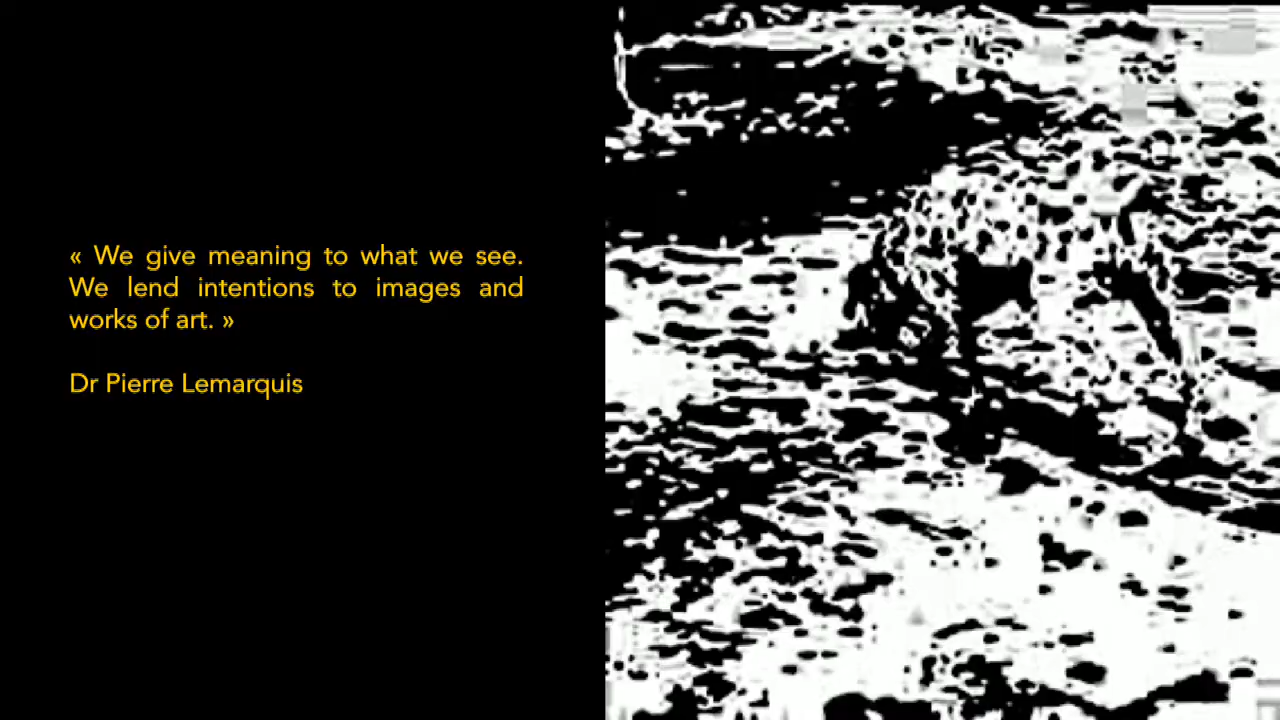 « We give meaning to what we see.
We lend intentions to images and
works of art. »
Dr Pierre Lemarquis